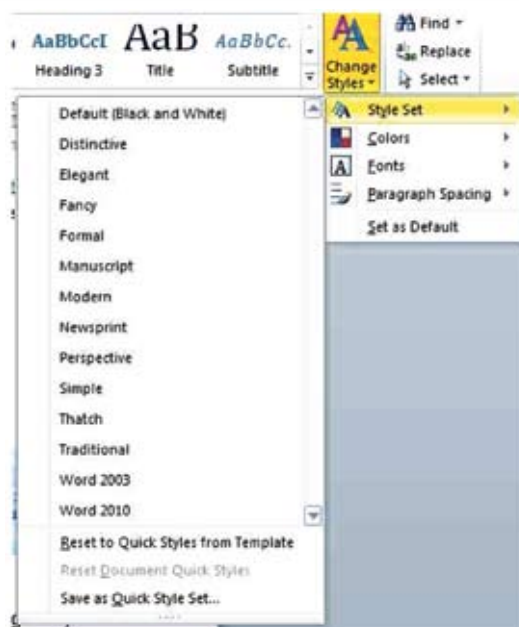 AaBbCcI AaB AaBbCc.
Heading 3 Title Subtitle
Change
Styles
Find
Replace
Select
Style Set
Colors
Fonts
Paragraph Spacing
Set as Default
Default (Black and White)
Distinctive
Elegant
Fancy
Formal
Manuscript
Modern
Newsprint
Perspective
Simple
Thatch
Traditional
Word 2003
Word 2010
Reset to Quick Styles from Template
Reset Document Quick Styles
Save as Quick Style Set...